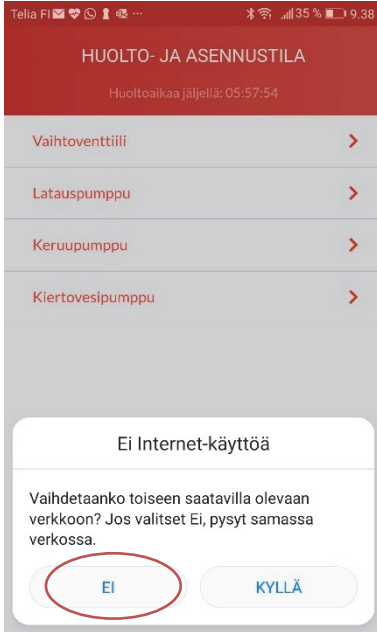 Telia FI ... 35 % 9.38
HUOLTO- JA ASENNUSTILA
Huoltoaikaa jäljellä: 05:57:54
Vaihtoventtiili
Latauspumppu
Keruupumppu
Kiertovesipumppu
Ei Internet-käyttöä
Vaihdetaanko toiseen saatavilla olevaan
verkkoon? Jos valitset Ei, pysyt samassa
verkossa.
EI KYLLÄ